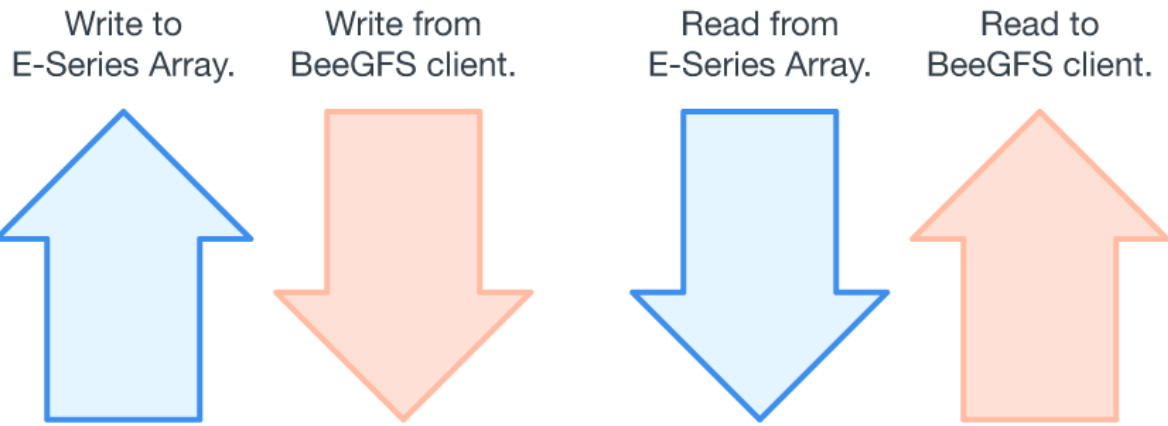 Write to
E-Series Array.
Write from
BeeGFS client.
Read from
E-Series Array.
Read to
BeeGFS client.